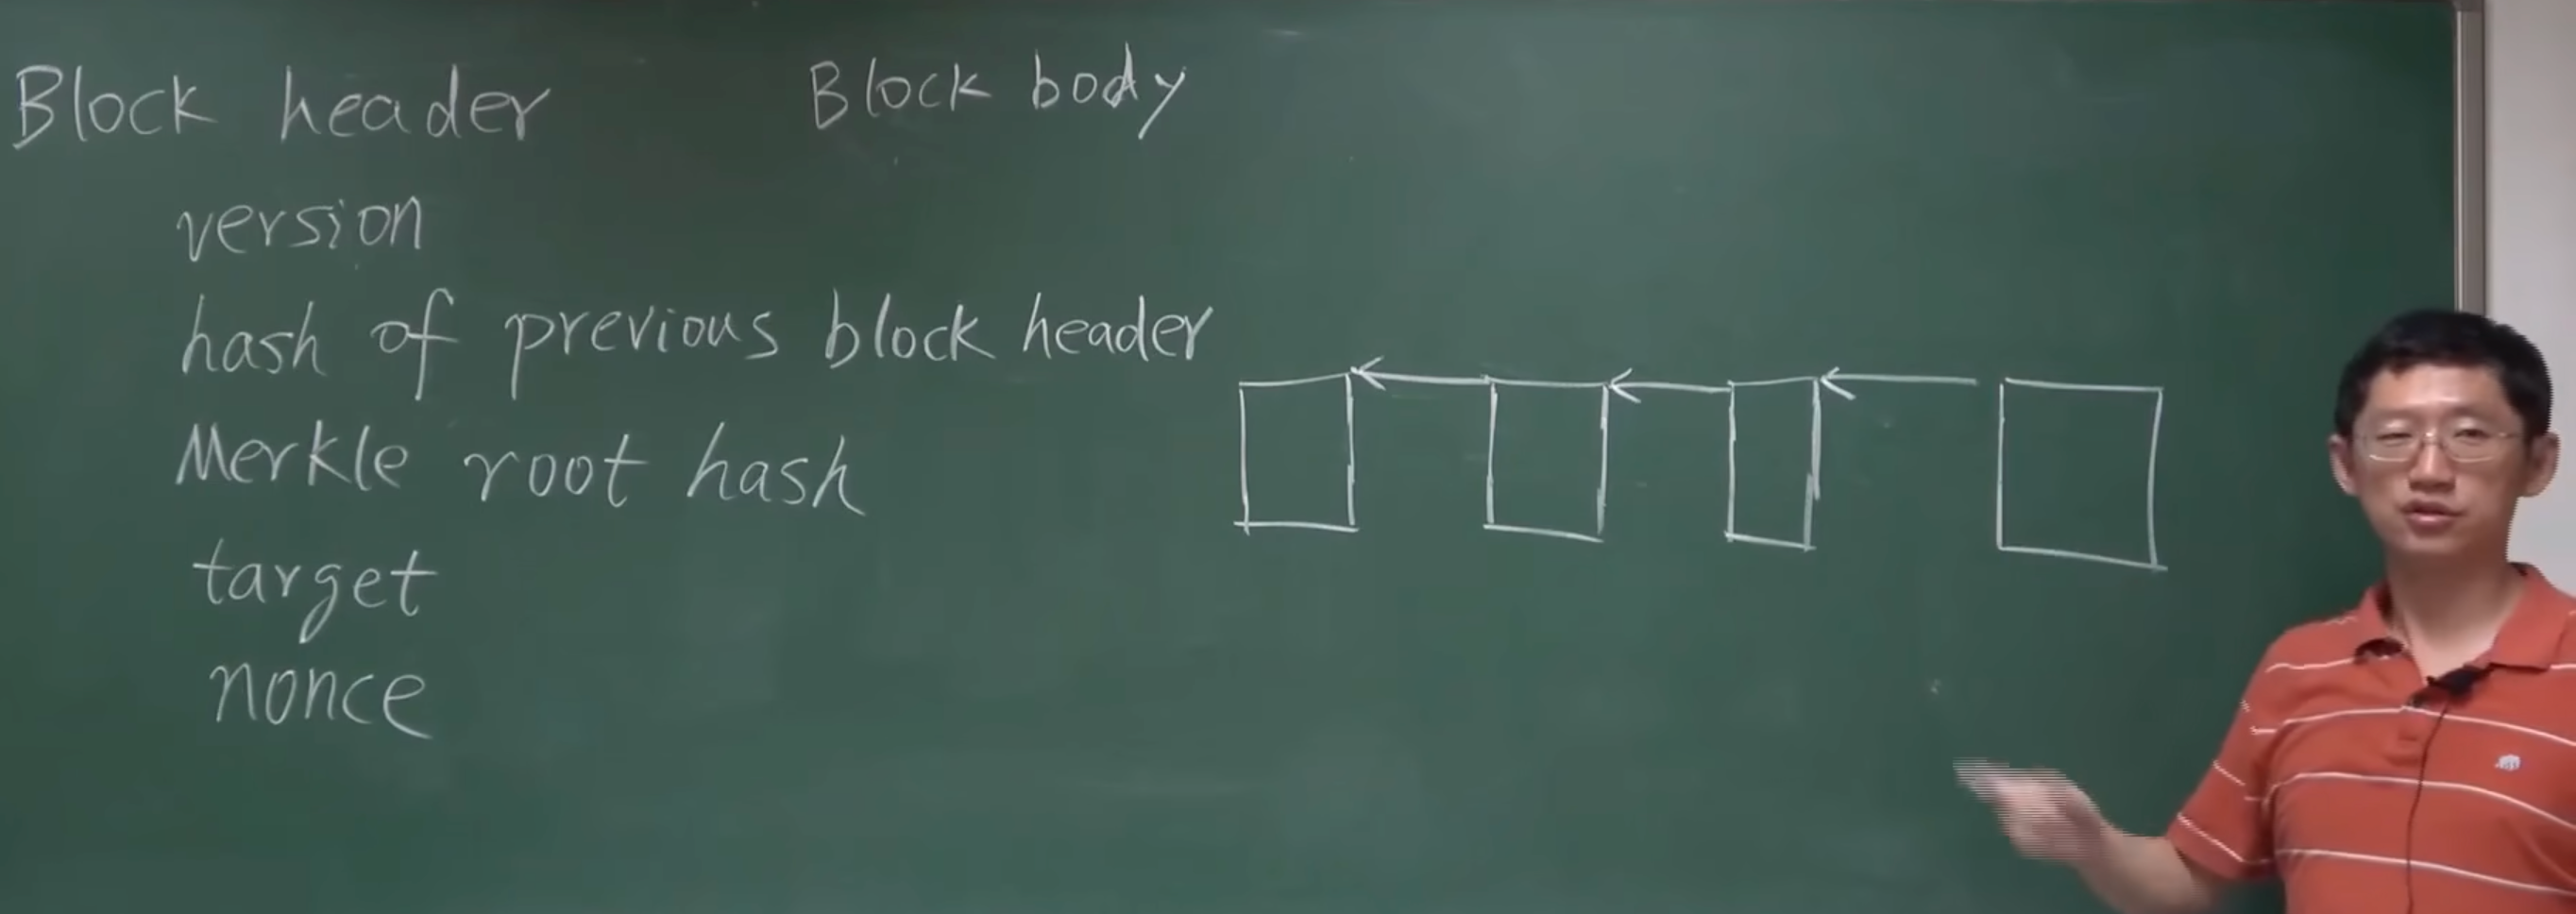 Block header
Block body
version
hash of previous block header
Merkle root hash
target
nonce